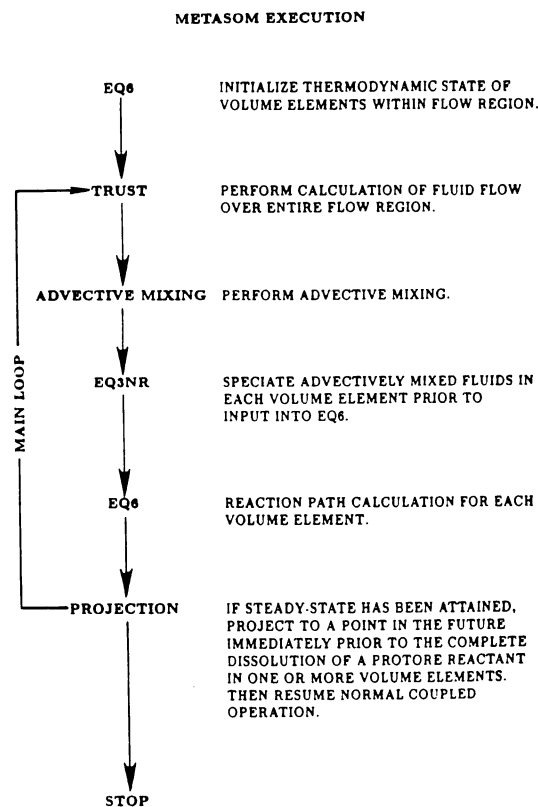 METASOM EXECUTION
EQ6
INITIALIZE THERMODYNAMIC STATE OF
VOLUME ELEMENTS WITHIN FLOW REGION.
TRUST
PERFORM CALCULATION OF FLUID FLOW
OVER ENTIRE FLOW REGION.
ADVECTIVE MIXING
PERFORM ADVECTIVE MIXING.
MAIN LOOP
EQ3NR
SPECIATE ADVECTIVELY MIXED FLUIDS IN
EACH VOLUME ELEMENT PRIOR TO
INPUT INTO EQ6.
EQ6
REACTION PATH CALCULATION FOR EACH
VOLUME ELEMENT.
PROJECTION
IF STEADY-STATE HAS BEEN ATTAINED,
PROJECT TO A POINT IN THE FUTURE
IMMEDIATELY PRIOR TO THE COMPLETE
DISSOLUTION OF A PROTORE REACTANT
IN ONE OR MORE VOLUME ELEMENTS.
THEN RESUME NORMAL COUPLED
OPERATION.
STOP